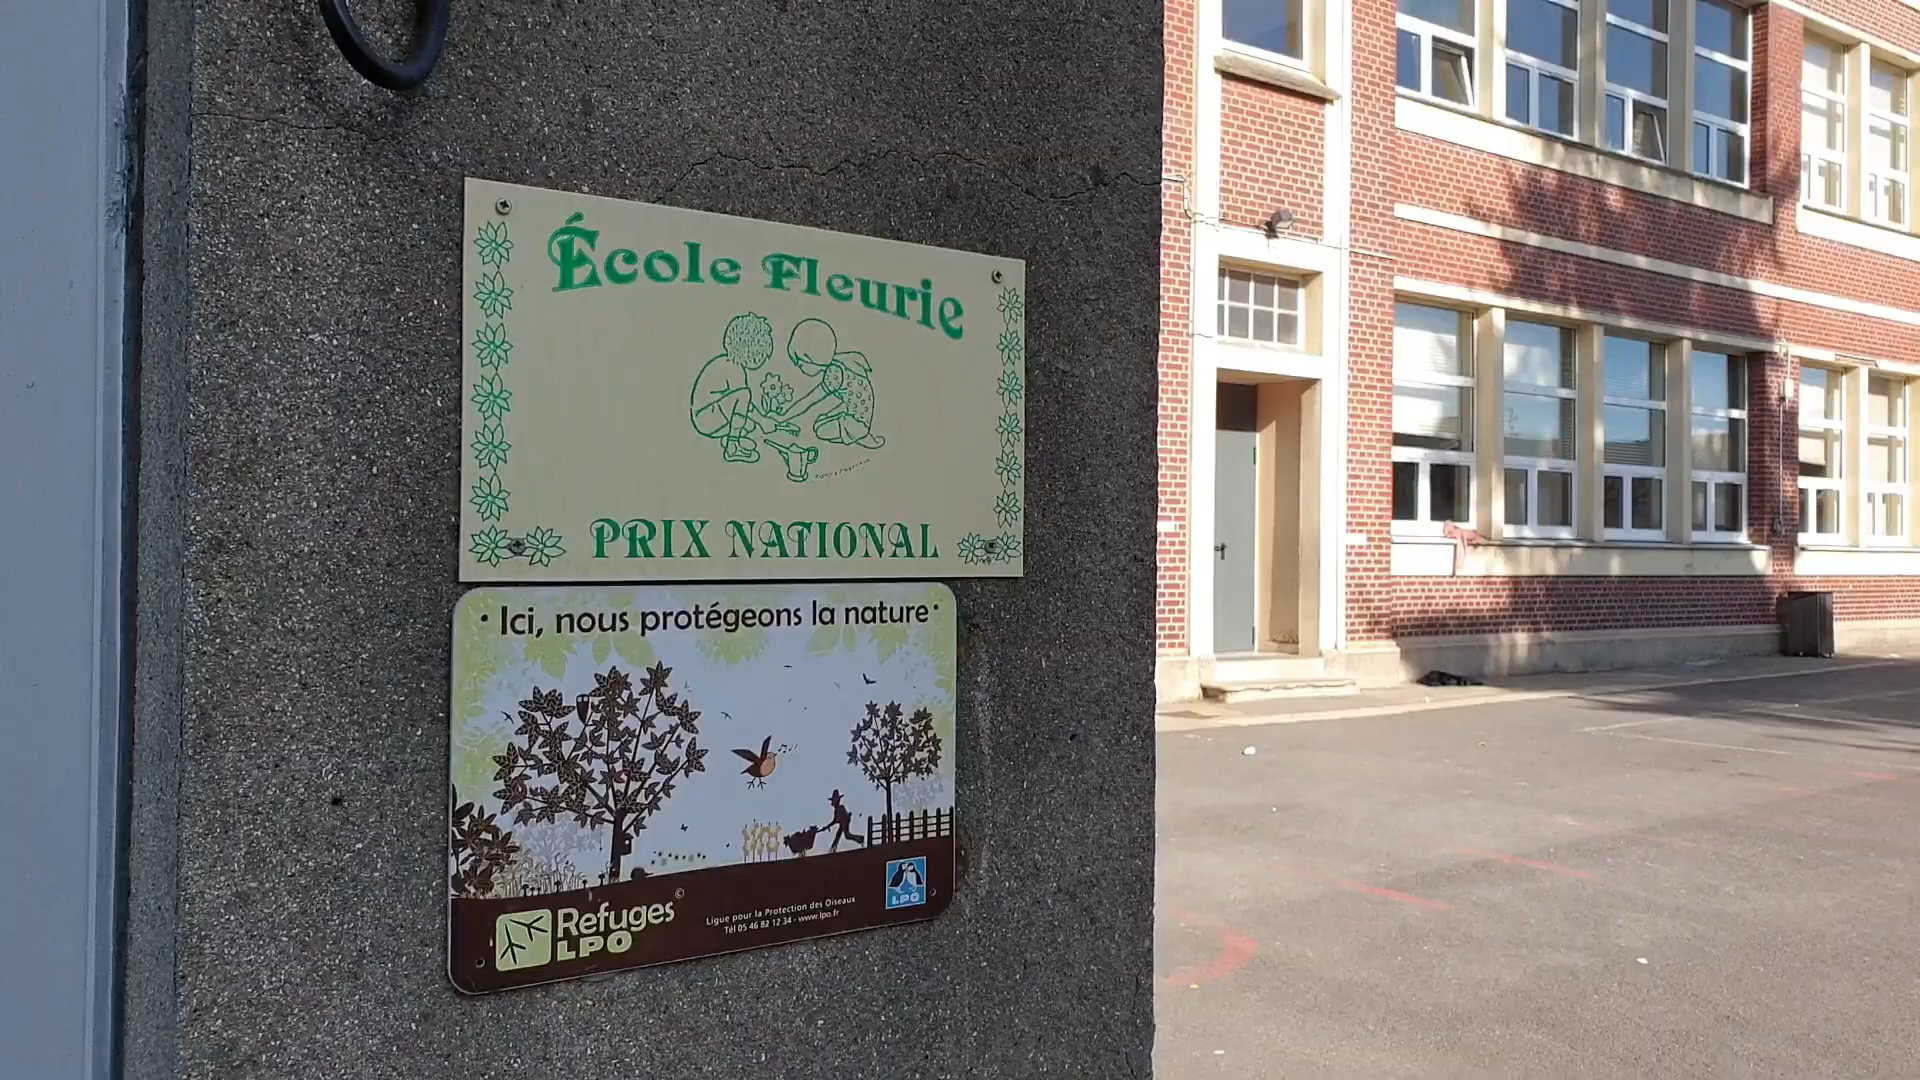 École Fleurie
PRIX NATIONAL
· Ici, nous protégeons la nature ·
Refuges ©
LPO
Ligue pour la Protection des Oiseaux
Tél 05 46 82 12 34 - www.lpo.fr
LPO